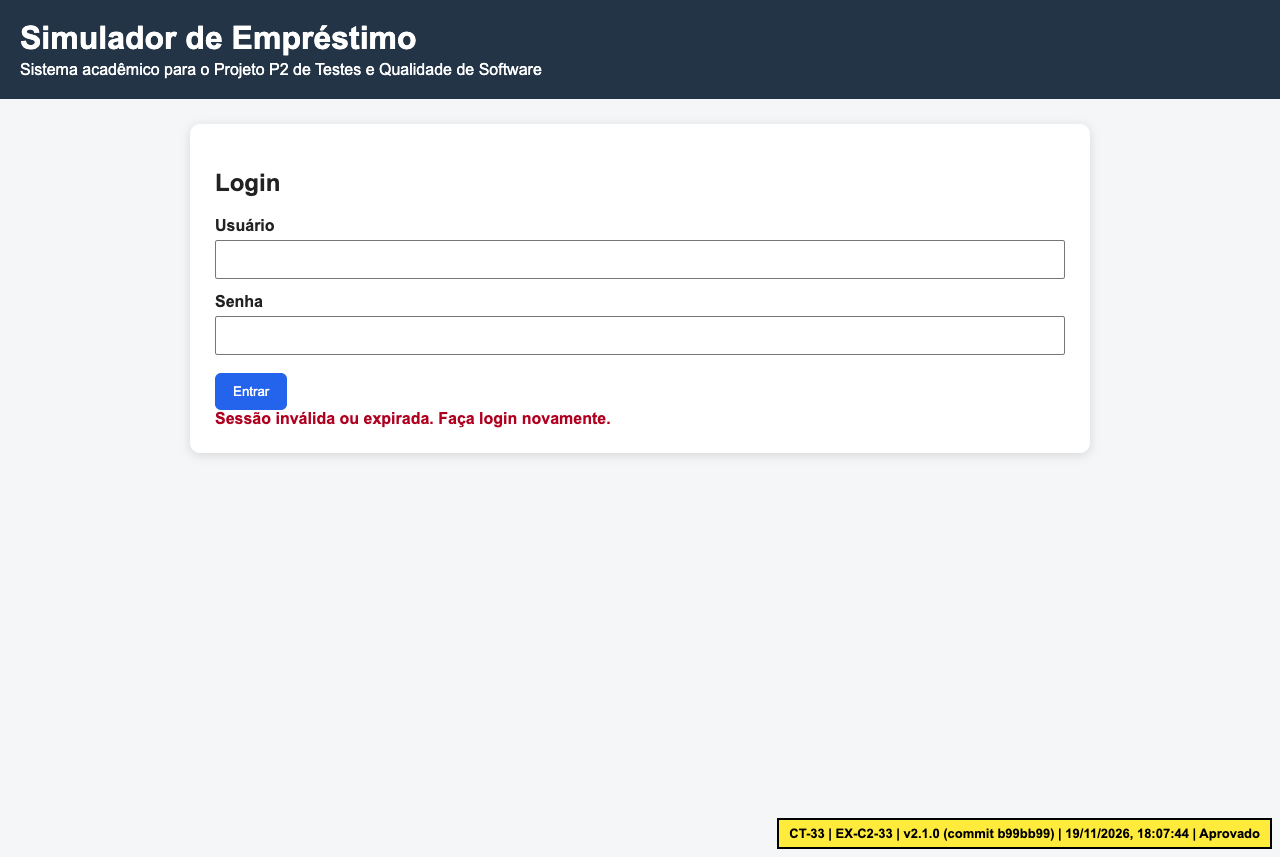 Simulador de Empréstimo
Sistema acadêmico para o Projeto P2 de Testes e Qualidade de Software
Login
Usuário
Senha
Entrar
Sessão inválida ou expirada. Faça login novamente.
CT-33 | EX-C2-33 | v2.1.0 (commit b99bb99) | 19/11/2026, 18:07:44 | Aprovado